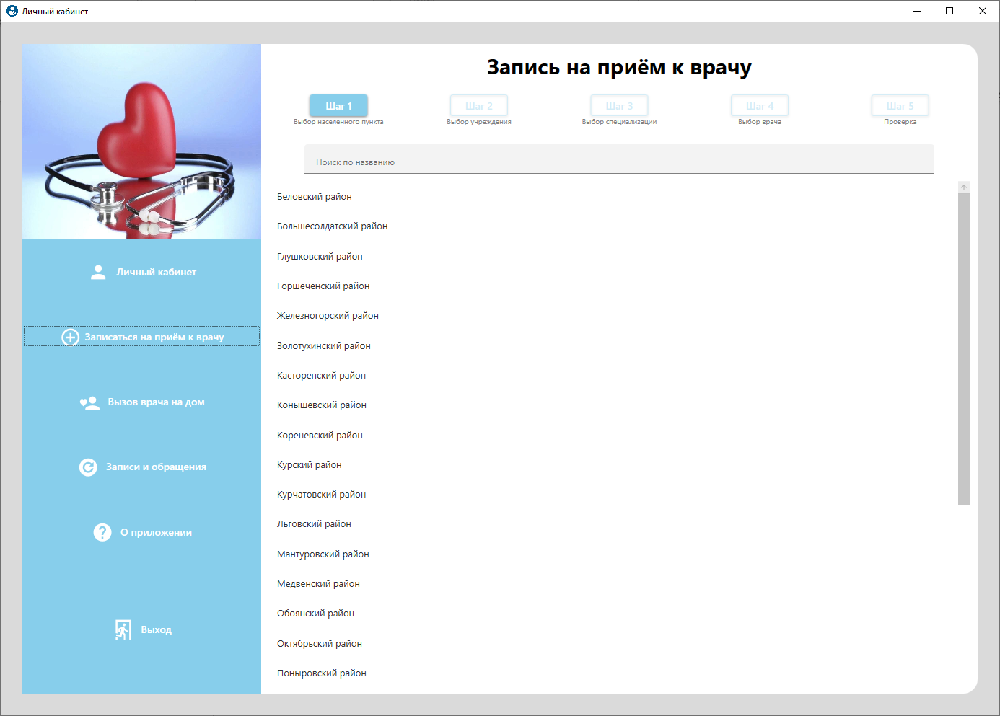 Личный кабинет
Запись на приём к врачу
Шаг 1
Шаг 2
Шаг 3
Шаг 4
Шаг 5
Выбор населенного пункта
Выбор учреждения
Выбор специализации
Выбор врача
Проверка
Поиск по названию
Беловский район
Большесолдатский район
Глушковский район
Горшеченский район
Железногорский район
Золотухинский район
Касторенский район
Конышёвский район
Кореневский район
Курский район
Курчатовский район
Льговский район
Мантуровский район
Медвенский район
Обоянский район
Октябрьский район
Поныровский район
Личный кабинет
Записаться на приём к врачу
Вызов врача на дом
Записи и обращения
О приложении
Выход